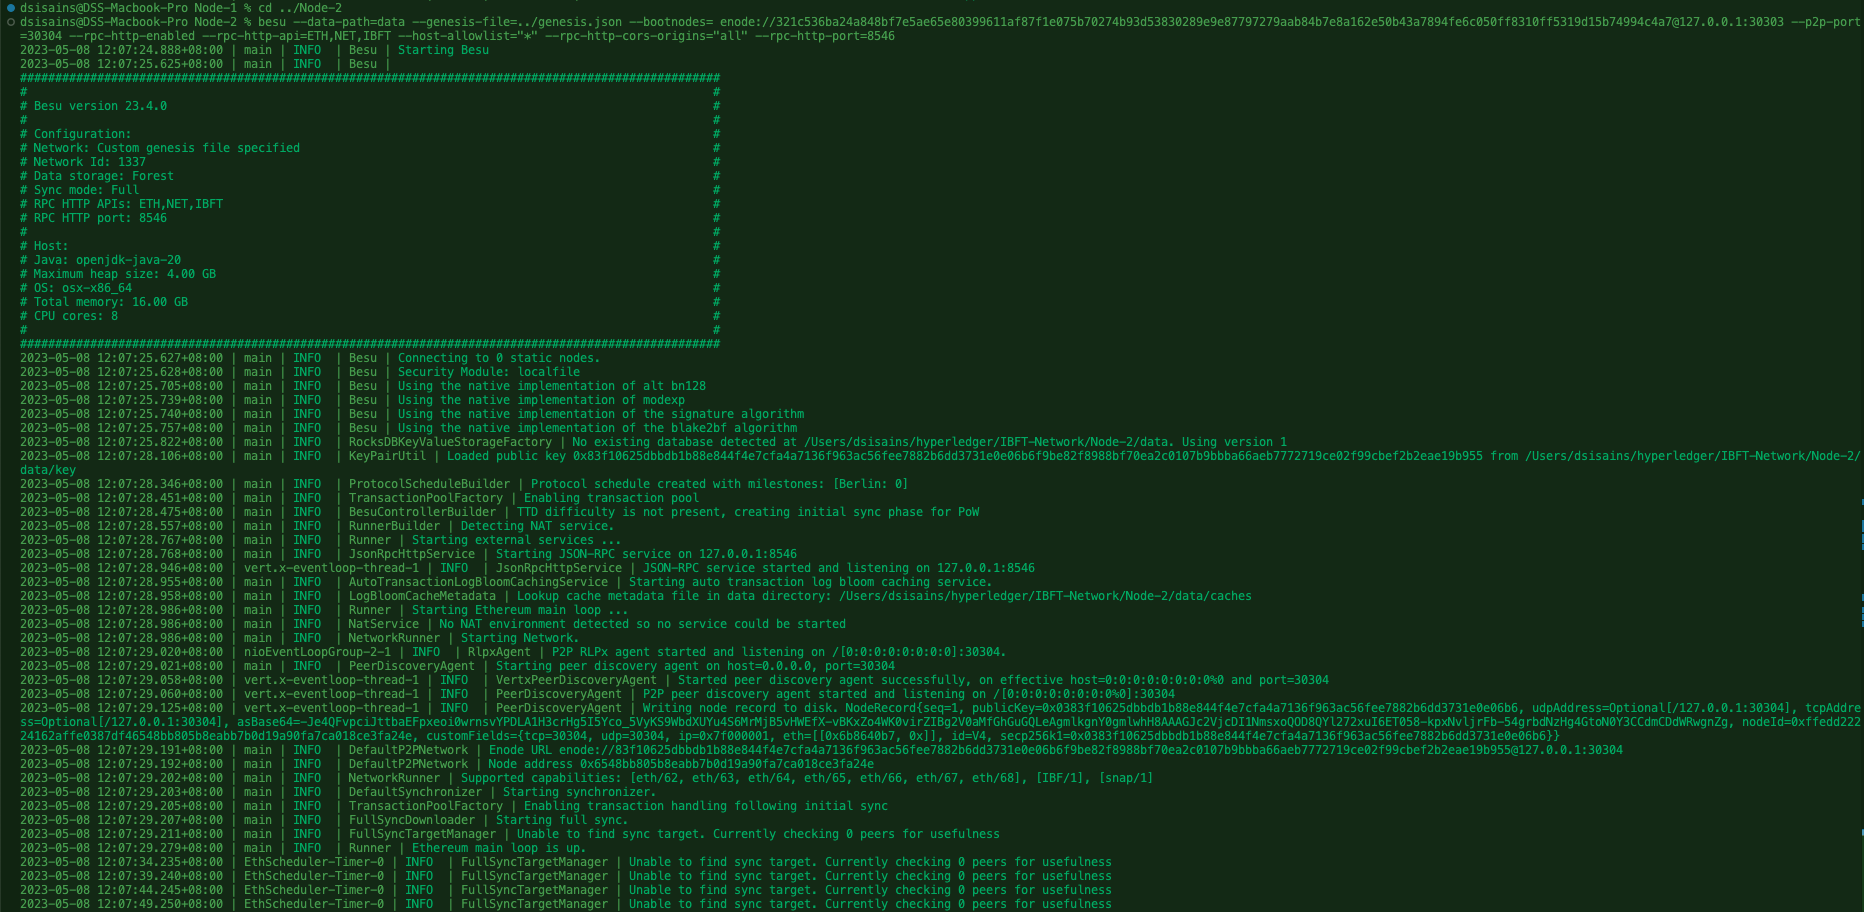 dsisains@DSS-Macbook-Pro Node-1 % cd ../Node-2
dsisains@DSS-Macbook-Pro Node-2 % besu --data-path=data --genesis-file=../genesis.json --bootnodes= enode://321c536ba24a848bf7e5ae65e80399611af87f1e075b70274b93d53830289e9e87797279aab84b7e8a162e50b43a7894fe6c050ff8310ff5319d15b74994c4a7@127.0.0.1:30303 --p2p-port
=30304 --rpc-http-enabled --rpc-http-api=ETH,NET,IBFT --host-allowlist="*" --rpc-http-cors-origins="all" --rpc-http-port=8546
2023-05-08 12:07:24.888+08:00 | main | INFO  | Besu | Starting Besu
2023-05-08 12:07:25.625+08:00 | main | INFO  | Besu |
####################################################################################################
#                                                                                                  #
# Besu version 23.4.0                                                                              #
#                                                                                                  #
# Configuration:                                                                                   #
# Network: Custom genesis file specified                                                           #
# Network Id: 1337                                                                                 #
# Data storage: Forest                                                                             #
# Sync mode: Full                                                                                  #
# RPC HTTP APIs: ETH,NET,IBFT                                                                      #
# RPC HTTP port: 8546                                                                              #
#                                                                                                  #
# Host:                                                                                            #
# Java: openjdk-java-20                                                                            #
# Maximum heap size: 4.00 GB                                                                       #
# OS: osx-x86_64                                                                                   #
# Total memory: 16.00 GB                                                                           #
# CPU cores: 8                                                                                     #
#                                                                                                  #
####################################################################################################
2023-05-08 12:07:25.627+08:00 | main | INFO  | Besu | Connecting to 0 static nodes.
2023-05-08 12:07:25.628+08:00 | main | INFO  | Besu | Security Module: localfile
2023-05-08 12:07:25.705+08:00 | main | INFO  | Besu | Using the native implementation of alt bn128
2023-05-08 12:07:25.739+08:00 | main | INFO  | Besu | Using the native implementation of modexp
2023-05-08 12:07:25.740+08:00 | main | INFO  | Besu | Using the native implementation of the signature algorithm
2023-05-08 12:07:25.757+08:00 | main | INFO  | Besu | Using the native implementation of the blake2bf algorithm
2023-05-08 12:07:25.822+08:00 | main | INFO  | RocksDBKeyValueStorageFactory | No existing database detected at /Users/dsisains/hyperledger/IBFT-Network/Node-2/data. Using version 1
2023-05-08 12:07:28.106+08:00 | main | INFO  | KeyPairUtil | Loaded public key 0x83f10625dbbdb1b88e844f4e7cfa4a7136f963ac56fee7882b6dd3731e0e06b6f9be82f8988bf70ea2c0107b9bbba66aeb7772719ce02f99cbef2b2eae19b955 from /Users/dsisains/hyperledger/IBFT-Network/Node-2/
data/key
2023-05-08 12:07:28.346+08:00 | main | INFO  | ProtocolScheduleBuilder | Protocol schedule created with milestones: [Berlin: 0]
2023-05-08 12:07:28.451+08:00 | main | INFO  | TransactionPoolFactory | Enabling transaction pool
2023-05-08 12:07:28.475+08:00 | main | INFO  | BesuControllerBuilder | TTD difficulty is not present, creating initial sync phase for PoW
2023-05-08 12:07:28.557+08:00 | main | INFO  | RunnerBuilder | Detecting NAT service.
2023-05-08 12:07:28.767+08:00 | main | INFO  | Runner | Starting external services ...
2023-05-08 12:07:28.768+08:00 | main | INFO  | JsonRpcHttpService | Starting JSON-RPC service on 127.0.0.1:8546
2023-05-08 12:07:28.946+08:00 | vert.x-eventloop-thread-1 | INFO  | JsonRpcHttpService | JSON-RPC service started and listening on 127.0.0.1:8546
2023-05-08 12:07:28.955+08:00 | main | INFO  | AutoTransactionLogBloomCachingService | Starting auto transaction log bloom caching service.
2023-05-08 12:07:28.958+08:00 | main | INFO  | LogBloomCacheMetadata | Lookup cache metadata file in data directory: /Users/dsisains/hyperledger/IBFT-Network/Node-2/data/caches
2023-05-08 12:07:28.986+08:00 | main | INFO  | Runner | Starting Ethereum main loop ...
2023-05-08 12:07:28.986+08:00 | main | INFO  | NatService | No NAT environment detected so no service could be started
2023-05-08 12:07:28.986+08:00 | main | INFO  | NetworkRunner | Starting Network.
2023-05-08 12:07:29.020+08:00 | nioEventLoopGroup-2-1 | INFO  | RlpxAgent | P2P RLPx agent started and listening on /[0:0:0:0:0:0:0:0]:30304.
2023-05-08 12:07:29.021+08:00 | main | INFO  | PeerDiscoveryAgent | Starting peer discovery agent on host=0.0.0.0, port=30304
2023-05-08 12:07:29.058+08:00 | vert.x-eventloop-thread-1 | INFO  | VertxPeerDiscoveryAgent | Started peer discovery agent successfully, on effective host=0:0:0:0:0:0:0:0%0 and port=30304
2023-05-08 12:07:29.060+08:00 | vert.x-eventloop-thread-1 | INFO  | PeerDiscoveryAgent | P2P peer discovery agent started and listening on /[0:0:0:0:0:0:0:0%0]:30304
2023-05-08 12:07:29.125+08:00 | vert.x-eventloop-thread-1 | INFO  | PeerDiscoveryAgent | Writing node record to disk. NodeRecord{seq=1, publicKey=0x0383f10625dbbdb1b88e844f4e7cfa4a7136f963ac56fee7882b6dd3731e0e06b6, udpAddress=Optional[/127.0.0.1:30304], tcpAddre
ss=Optional[/127.0.0.1:30304], asBase64=-Je4QFvpciJttbaEFpxeoi0wrnsvYPDLA1H3crHg5I5Yco_5VyKS9WbdXUYu4S6MrMjB5vHWEfX-vBKxZo4WK0virZIBg2V0aMfGhGuGQLeAgmlkgnY0gmlwhH8AAAGJc2VjcDI1NmsxoQOD8QYl272xuI6ET058-kpxNvljrFb-54grbdNzHg4GtoN0Y3CCdmCDdWRwgnZg, nodeId=0xffedd222
24162affe0387df46548bb805b8eabb7b0d19a90fa7ca018ce3fa24e, customFields={tcp=30304, udp=30304, ip=0x7f000001, eth=[[0x6b8640b7, 0x]], id=V4, secp256k1=0x0383f10625dbbdb1b88e844f4e7cfa4a7136f963ac56fee7882b6dd3731e0e06b6}}
2023-05-08 12:07:29.191+08:00 | main | INFO  | DefaultP2PNetwork | Enode URL enode://83f10625dbbdb1b88e844f4e7cfa4a7136f963ac56fee7882b6dd3731e0e06b6f9be82f8988bf70ea2c0107b9bbba66aeb7772719ce02f99cbef2b2eae19b955@127.0.0.1:30304
2023-05-08 12:07:29.192+08:00 | main | INFO  | DefaultP2PNetwork | Node address 0x6548bb805b8eabb7b0d19a90fa7ca018ce3fa24e
2023-05-08 12:07:29.202+08:00 | main | INFO  | NetworkRunner | Supported capabilities: [eth/62, eth/63, eth/64, eth/65, eth/66, eth/67, eth/68], [IBF/1], [snap/1]
2023-05-08 12:07:29.203+08:00 | main | INFO  | DefaultSynchronizer | Starting synchronizer.
2023-05-08 12:07:29.205+08:00 | main | INFO  | TransactionPoolFactory | Enabling transaction handling following initial sync
2023-05-08 12:07:29.207+08:00 | main | INFO  | FullSyncDownloader | Starting full sync.
2023-05-08 12:07:29.211+08:00 | main | INFO  | FullSyncTargetManager | Unable to find sync target. Currently checking 0 peers for usefulness
2023-05-08 12:07:29.279+08:00 | main | INFO  | Runner | Ethereum main loop is up.
2023-05-08 12:07:34.235+08:00 | EthScheduler-Timer-0 | INFO  | FullSyncTargetManager | Unable to find sync target. Currently checking 0 peers for usefulness
2023-05-08 12:07:39.240+08:00 | EthScheduler-Timer-0 | INFO  | FullSyncTargetManager | Unable to find sync target. Currently checking 0 peers for usefulness
2023-05-08 12:07:44.245+08:00 | EthScheduler-Timer-0 | INFO  | FullSyncTargetManager | Unable to find sync target. Currently checking 0 peers for usefulness
2023-05-08 12:07:49.250+08:00 | EthScheduler-Timer-0 | INFO  | FullSyncTargetManager | Unable to find sync target. Currently checking 0 peers for usefulness